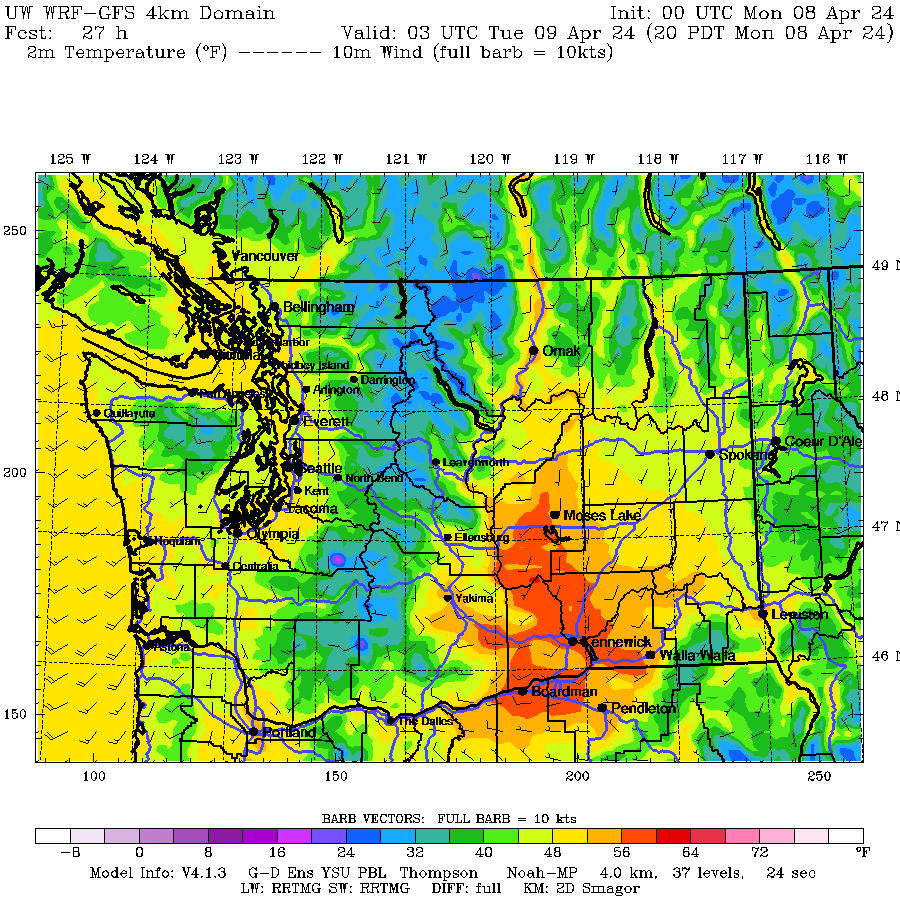 UW WRF-GFS 4km Domain Init: 00 UTC Mon 08 Apr 24
Fcst: 27 h Valid: 03 UTC Tue 09 Apr 24 (20 PDT Mon 08 Apr 24)
2m Temperature (°F) ------ 10m Wind (full barb = 10kts)
125 W 124 W 123 W 122 W 121 W 120 W 119 W 118 W 117 W 116 W
250
Vancouver
49 N
Bellingham
Omak
Whidbey Island
Darrington
Arlington
48 N
Quillayute
Everett
Coeur D'Ale
Spokane
Leavenworth
200
Seattle
North Bend
Kent
Tacoma
Moses Lake
47 N
Olympia
Ellensburg
Hoquiam
Centralia
Yakima
Lewiston
Kennewick
Astoria
Walla Walla
46 N
Boardman
Pendleton
150
The Dalles
Portland
100 150 200 250
BARB VECTORS: FULL BARB = 10 kts
-8 0 8 16 24 32 40 48 56 64 72 °F
Model Info: V4.1.3 G-D Ens YSU PBL Thompson Noah-MP 4.0 km, 37 levels, 24 sec
LW: RRTMG SW: RRTMG DIFF: full KM: 2D Smagor